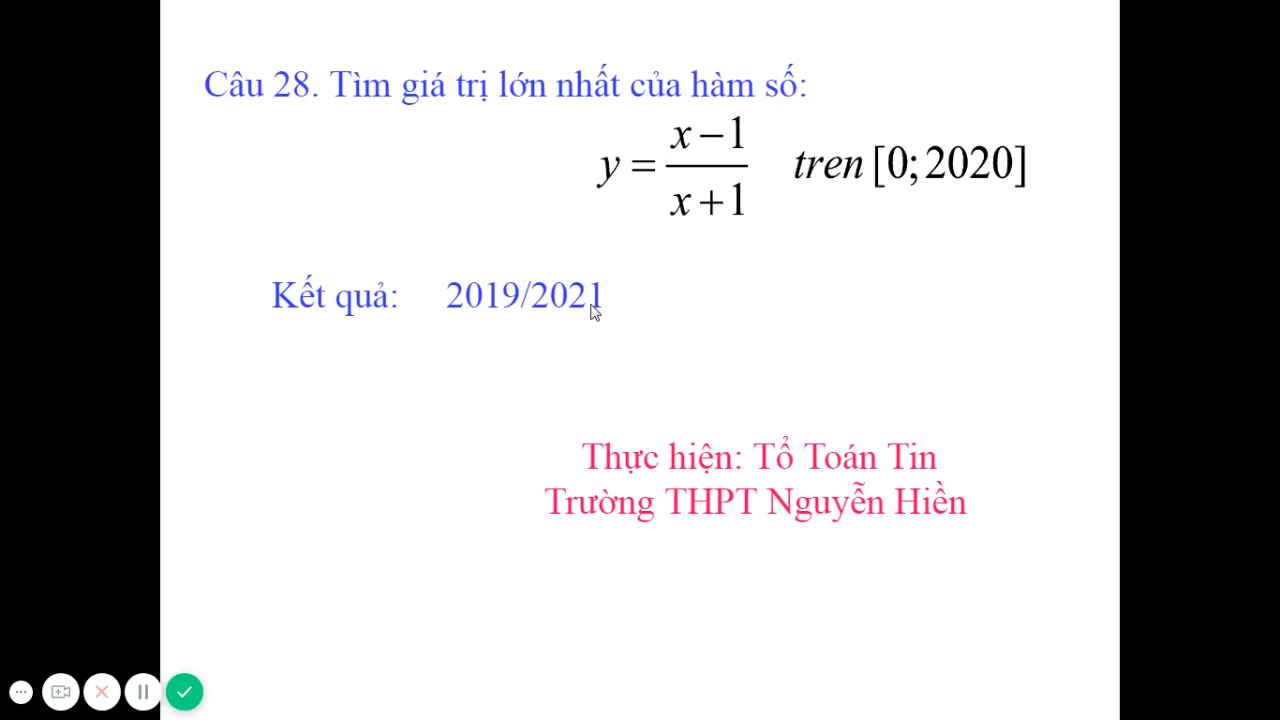 Câu 28. Tìm giá trị lớn nhất của hàm số:
y = \frac{x-1}{x+1} tren [0;2020]
Kết quả: 2019/2021
Thực hiện: Tổ Toán Tin
Trường THPT Nguyễn Hiền